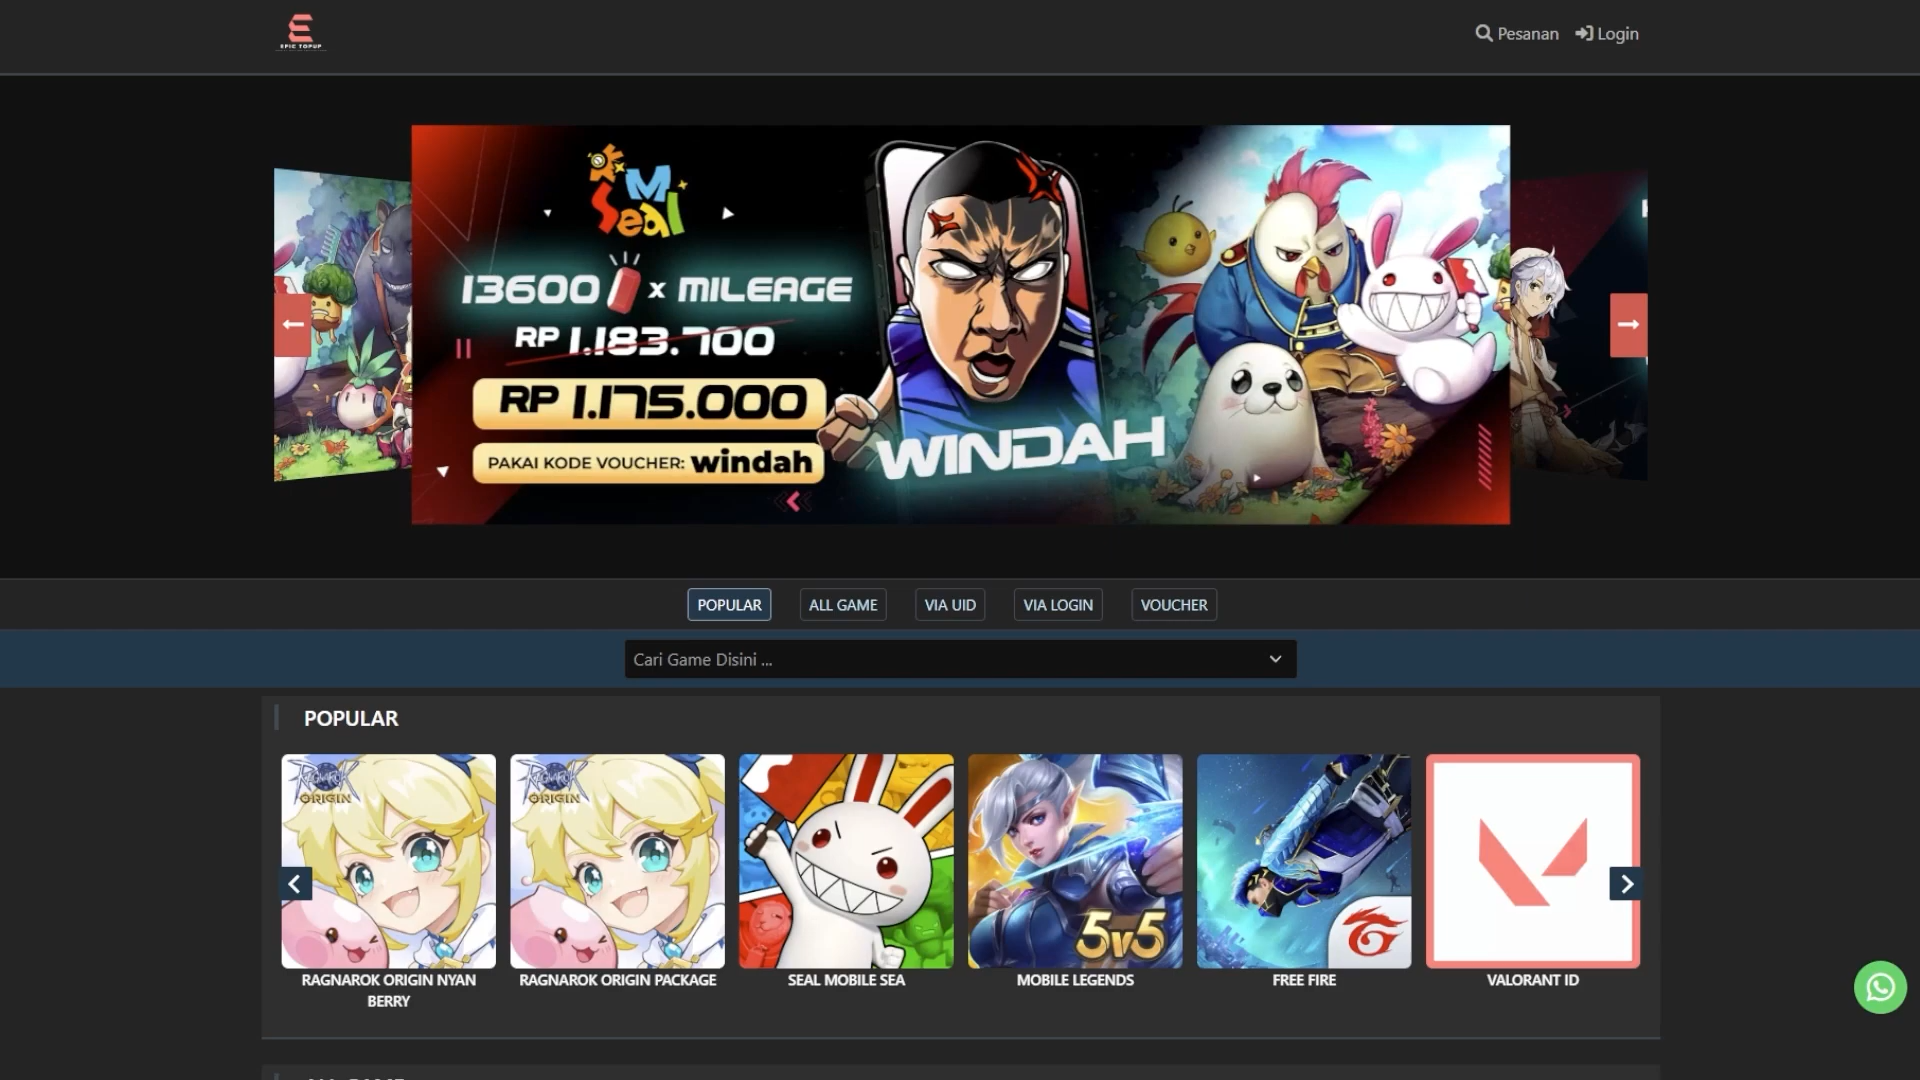 EPIC TOPUP
Pesanan
Login
M
Seal
13600 x MILEAGE
RP 1.183.700
RP 1.175.000
PAKAI KODE VOUCHER: windah
WINDAH
POPULAR
ALL GAME
VIA UID
VIA LOGIN
VOUCHER
Cari Game Disini ...
POPULAR
RAGNAROK
ORIGIN
RAGNAROK
ORIGIN
5v5
RAGNAROK ORIGIN NYAN
BERRY
RAGNAROK ORIGIN PACKAGE
SEAL MOBILE SEA
MOBILE LEGENDS
FREE FIRE
VALORANT ID